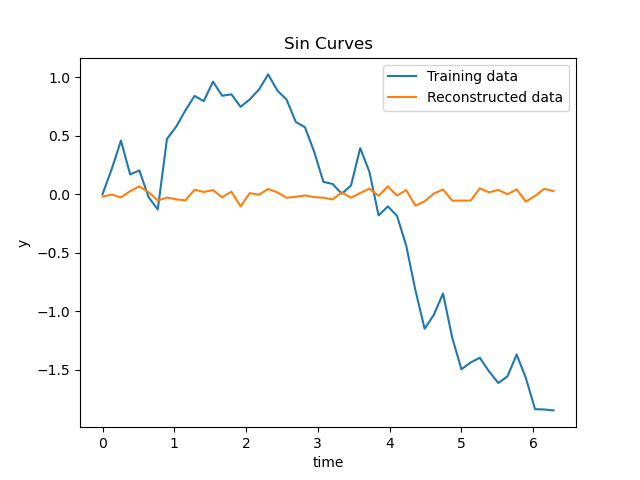 Sin Curves
Training data
Reconstructed data
1.0
0.5
0.0
−0.5
−1.0
−1.5
y
0 1 2 3 4 5 6
time